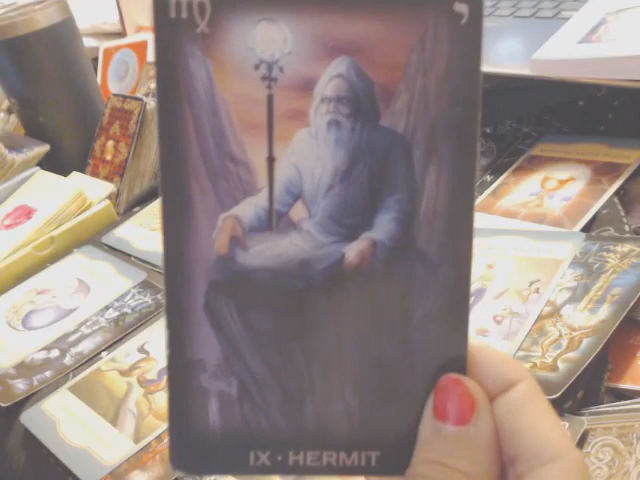 ♍ י
IX · HERMIT